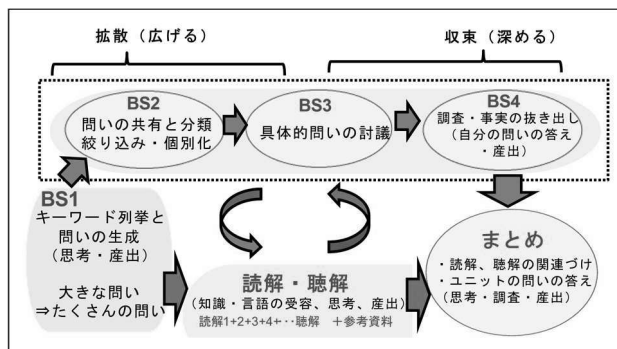 拡散（広げる）
収束（深める）
BS2
問いの共有と分類
絞り込み・個別化
BS3
具体的問いの討議
BS4
調査・事実の抜き出し
（自分の問いの答え
・産出）
BS1
キーワード列挙と
問いの生成
（思考・産出）
大きな問い
⇒たくさんの問い
読解・聴解
（知識・言語の受容、思考、産出）
読解1+2+3+4+･･･聴解　＋参考資料
まとめ
・読解、聴解の関連づけ
・ユニットの問いの答え
（思考・調査・産出）